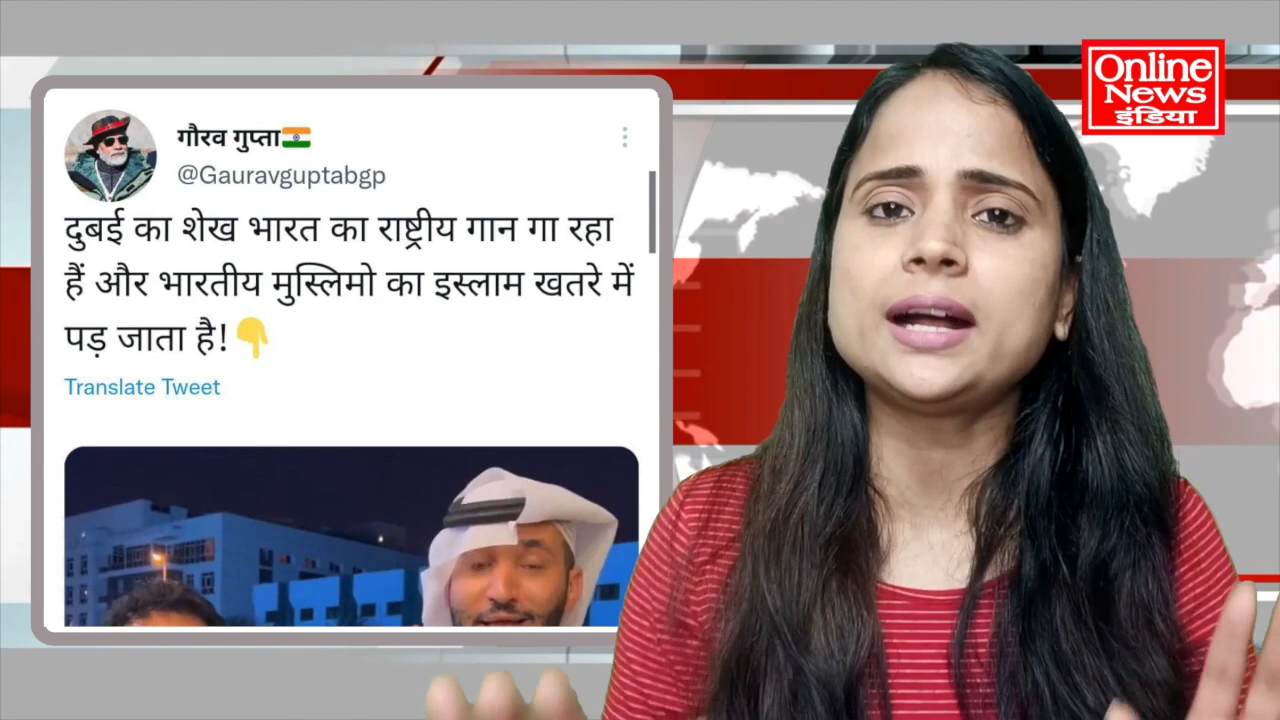 गौरव गुप्ता🇮🇳
@Gauravguptabgp
दुबई का शेख भारत का राष्ट्रीय गान गा रहा
हैं और भारतीय मुस्लिमो का इस्लाम खतरे में
पड़ जाता है!👇
Translate Tweet
Online
News
इंडिया